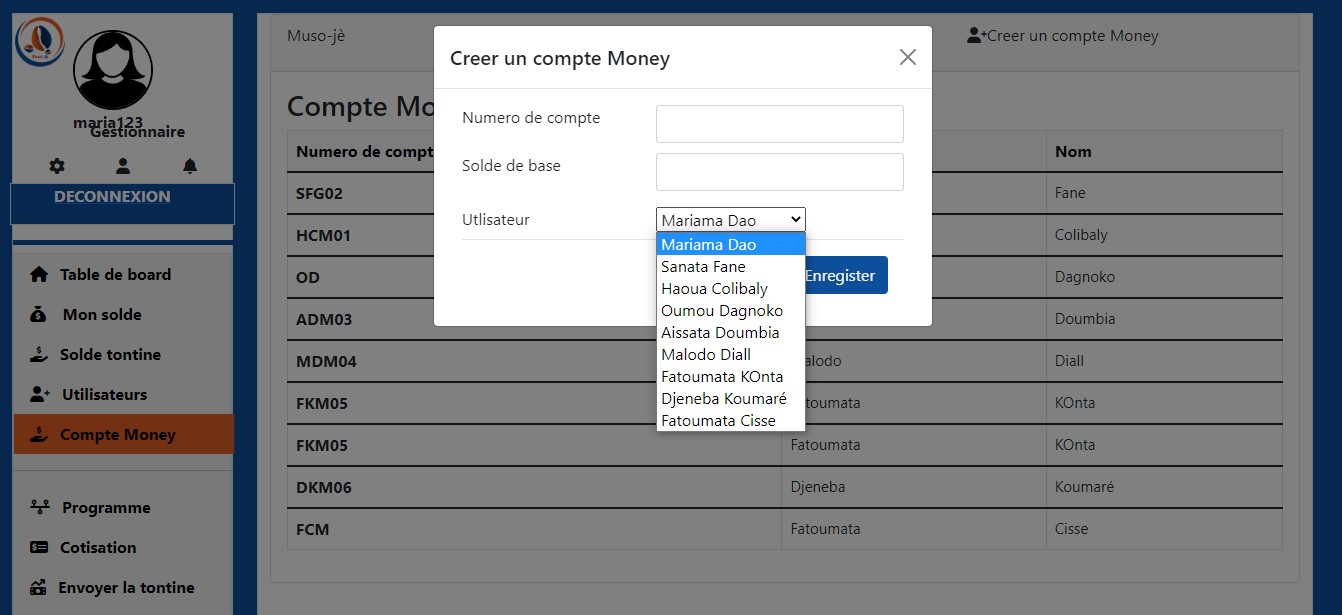 maria123
Gestionnaire
DECONNEXION
Table de board
Mon solde
Solde tontine
Utilisateurs
Compte Money
Programme
Cotisation
Envoyer la tontine
Muso-jè
Creer un compte Money
Compte Mo
Numero de compt
Nom
SFG02
Fane
HCM01
Colibaly
OD
Dagnoko
ADM03
Doumbia
MDM04
alodo
Diall
FKM05
toumata
KOnta
FKM05
Fatoumata
KOnta
DKM06
Djeneba
Koumaré
FCM
Fatoumata
Cisse
Creer un compte Money
Numero de compte
Solde de base
Utlisateur
Mariama Dao
Mariama Dao
Sanata Fane
Haoua Colibaly
Oumou Dagnoko
Aissata Doumbia
Malodo Diall
Fatoumata KOnta
Djeneba Koumaré
Fatoumata Cisse
Enregister